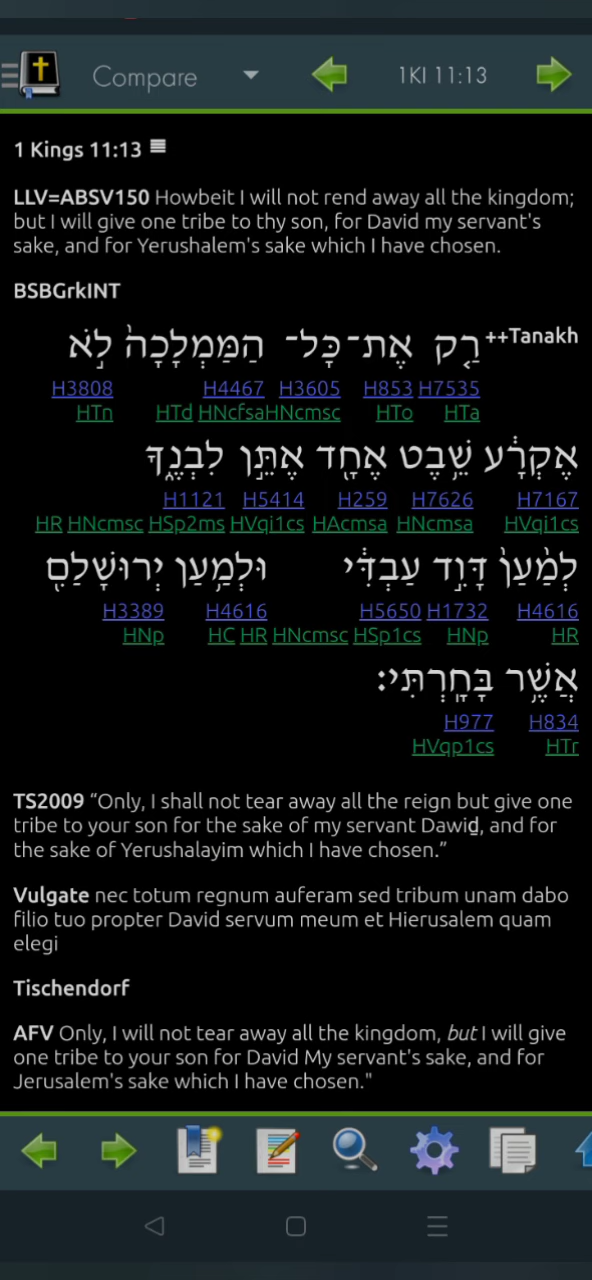 Compare
1KI 11:13
1 Kings 11:13
LLV=ABSV150 Howbeit I will not rend away all the kingdom;
but I will give one tribe to thy son, for David my servant's
sake, and for Yerushalem's sake which I have chosen.
BSBGrkINT
++Tanakh רַ֤ק אֶת־ כָּל־ הַמַּמְלָכָה֙ לֹ֣א
H7535 H853 H3605 H4467 H3808
HTa HTo HNcmsc HNcfsa HTd HTn
אֶקְרָ֔ע שֵׁ֥בֶט אֶחָ֖ד אֶתֵּ֣ן לִבְנֶ֑ךָ
H7167 H7626 H259 H5414 H1121
HVqi1cs HNcmsa HAcmsa HVqi1cs HSp2ms HNcmsc HR
לְמַ֙עַן֙ דָּוִ֣ד עַבְדִּ֔י וּלְמַ֥עַן יְרוּשָׁלַ֖͏ם
H4616 H1732 H5650 H4616 H3389
HR HNp HSp1cs HNcmsc HR HC HNp
אֲשֶׁ֥ר בָּחָֽרְתִּי׃
H834 H977
HTr HVqp1cs
TS2009 “Only, I shall not tear away all the reign but give one
tribe to your son for the sake of my servant Dawiḏ, and for
the sake of Yerushalayim which I have chosen.”
Vulgate nec totum regnum auferam sed tribum unam dabo
filio tuo propter David servum meum et Hierusalem quam
elegi
Tischendorf
AFV Only, I will not tear away all the kingdom, but I will give
one tribe to your son for David My servant's sake, and for
Jerusalem's sake which I have chosen."